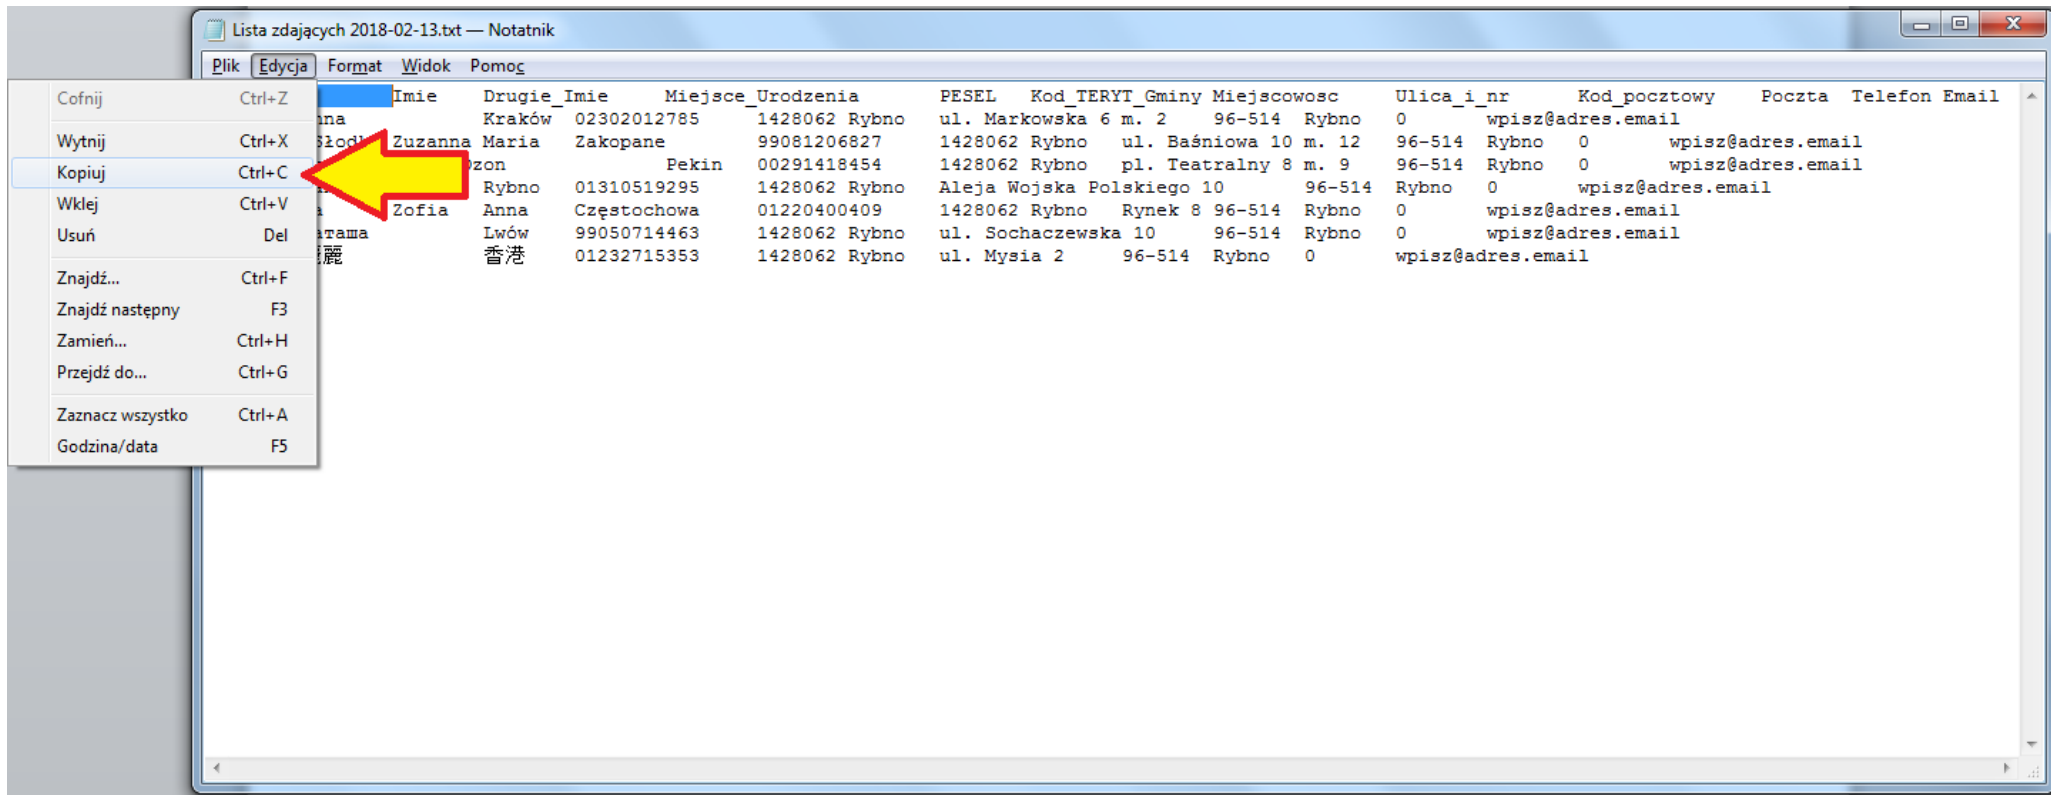 Lista zdających 2018-02-13.txt — Notatnik
Plik Edycja Format Widok Pomoc
Cofnij Ctrl+Z
Wytnij Ctrl+X
Kopiuj Ctrl+C
Wklej Ctrl+V
Usuń Del
Znajdź... Ctrl+F
Znajdź następny F3
Zamień... Ctrl+H
Przejdź do... Ctrl+G
Zaznacz wszystko Ctrl+A
Godzina/data F5
Imie Drugie_Imie Miejsce_Urodzenia PESEL Kod_TERYT_Gminy Miejscowosc Ulica_i_nr Kod_pocztowy Poczta Telefon Email
Kraków 02302012785 1428062 Rybno ul. Markowska 6 m. 2 96-514 Rybno 0 wpisz@adres.email
Zuzanna Maria Zakopane 99081206827 1428062 Rybno ul. Baśniowa 10 m. 12 96-514 Rybno 0 wpisz@adres.email
Pekin 00291418454 1428062 Rybno pl. Teatralny 8 m. 9 96-514 Rybno 0 wpisz@adres.email
Rybno 01310519295 1428062 Rybno Aleja Wojska Polskiego 10 96-514 Rybno 0 wpisz@adres.email
Zofia Anna Częstochowa 01220400409 1428062 Rybno Rynek 8 96-514 Rybno 0 wpisz@adres.email
Lwów 99050714463 1428062 Rybno ul. Sochaczewska 10 96-514 Rybno 0 wpisz@adres.email
麗 香港 01232715353 1428062 Rybno ul. Mysia 2 96-514 Rybno 0 wpisz@adres.email